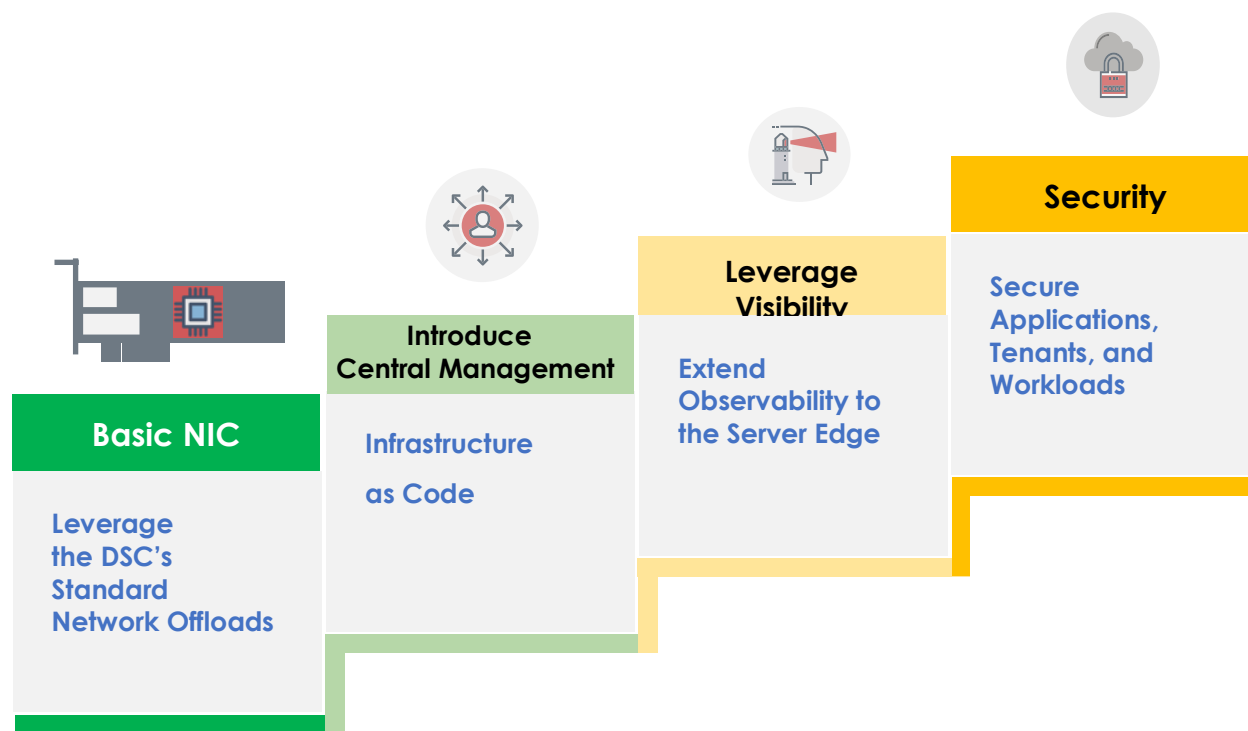 Basic NIC
Leverage
the DSC’s
Standard
Network Offloads
Introduce
Central Management
Infrastructure
as Code
Leverage
Visibility
Extend
Observability to
the Server Edge
Security
Secure
Applications,
Tenants, and
Workloads